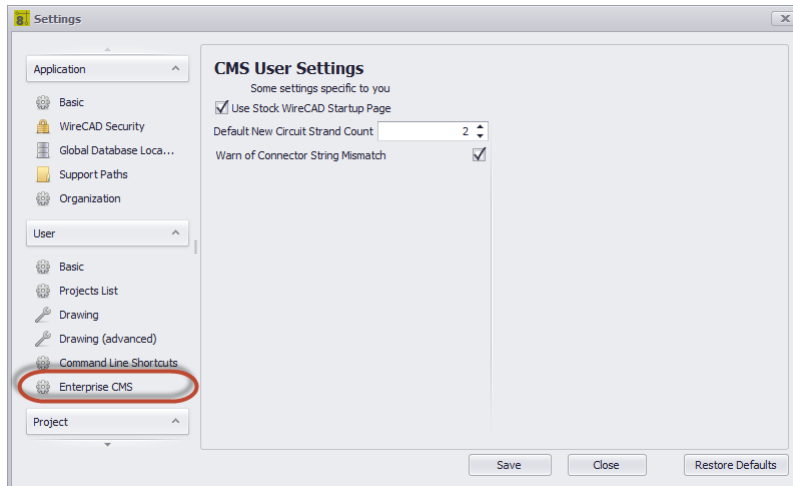 8 Settings
Application
Basic
WireCAD Security
Global Database Loca...
Support Paths
Organization
User
Basic
Projects List
Drawing
Drawing (advanced)
Command Line Shortcuts
Enterprise CMS
Project
CMS User Settings
Some settings specific to you
Use Stock WireCAD Startup Page
Default New Circuit Strand Count 2
Warn of Connector String Mismatch
Save Close Restore Defaults